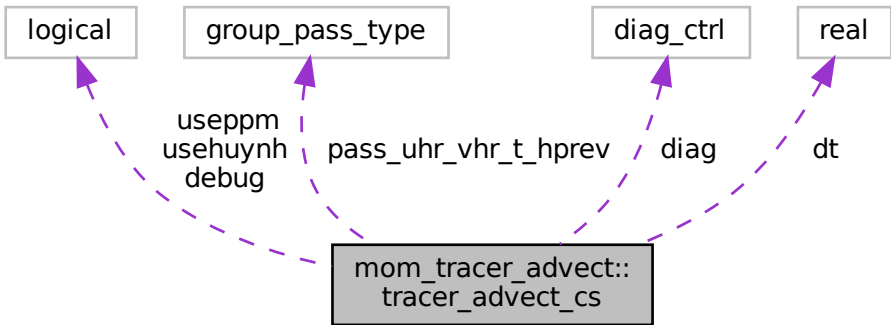 logical
group_pass_type
diag_ctrl
real
useppm
usehuynh
debug
pass_uhr_vhr_t_hprev
diag
dt
mom_tracer_advect::
tracer_advect_cs